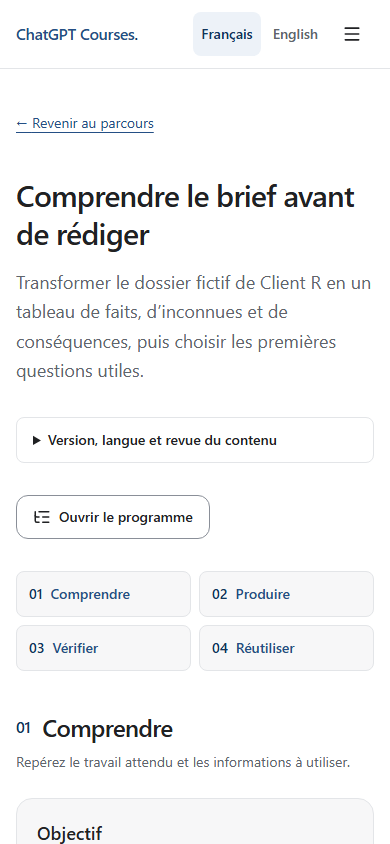 ChatGPT Courses.
Français
English
← Revenir au parcours
Comprendre le brief avant
de rédiger
Transformer le dossier fictif de Client R en un
tableau de faits, d’inconnues et de
conséquences, puis choisir les premières
questions utiles.
Version, langue et revue du contenu
Ouvrir le programme
01 Comprendre
02 Produire
03 Vérifier
04 Réutiliser
01 Comprendre
Repérez le travail attendu et les informations à utiliser.
Objectif